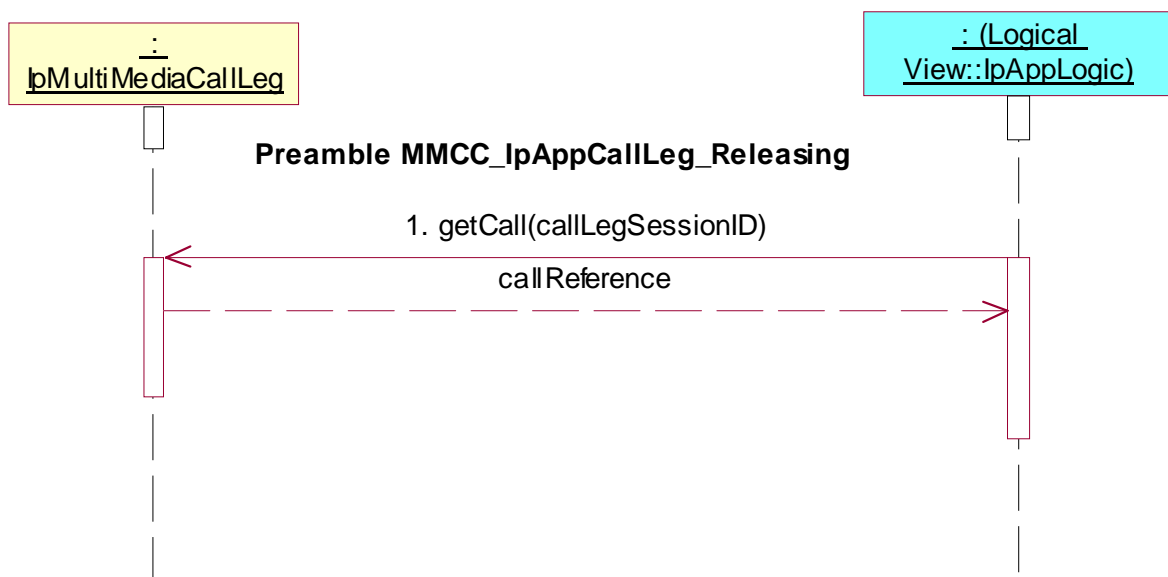 :
IpMultiMediaCallLeg
: (Logical
View::IpAppLogic)
Preamble MMCC_IpAppCallLeg_Releasing
1. getCall(callLegSessionID)
callReference